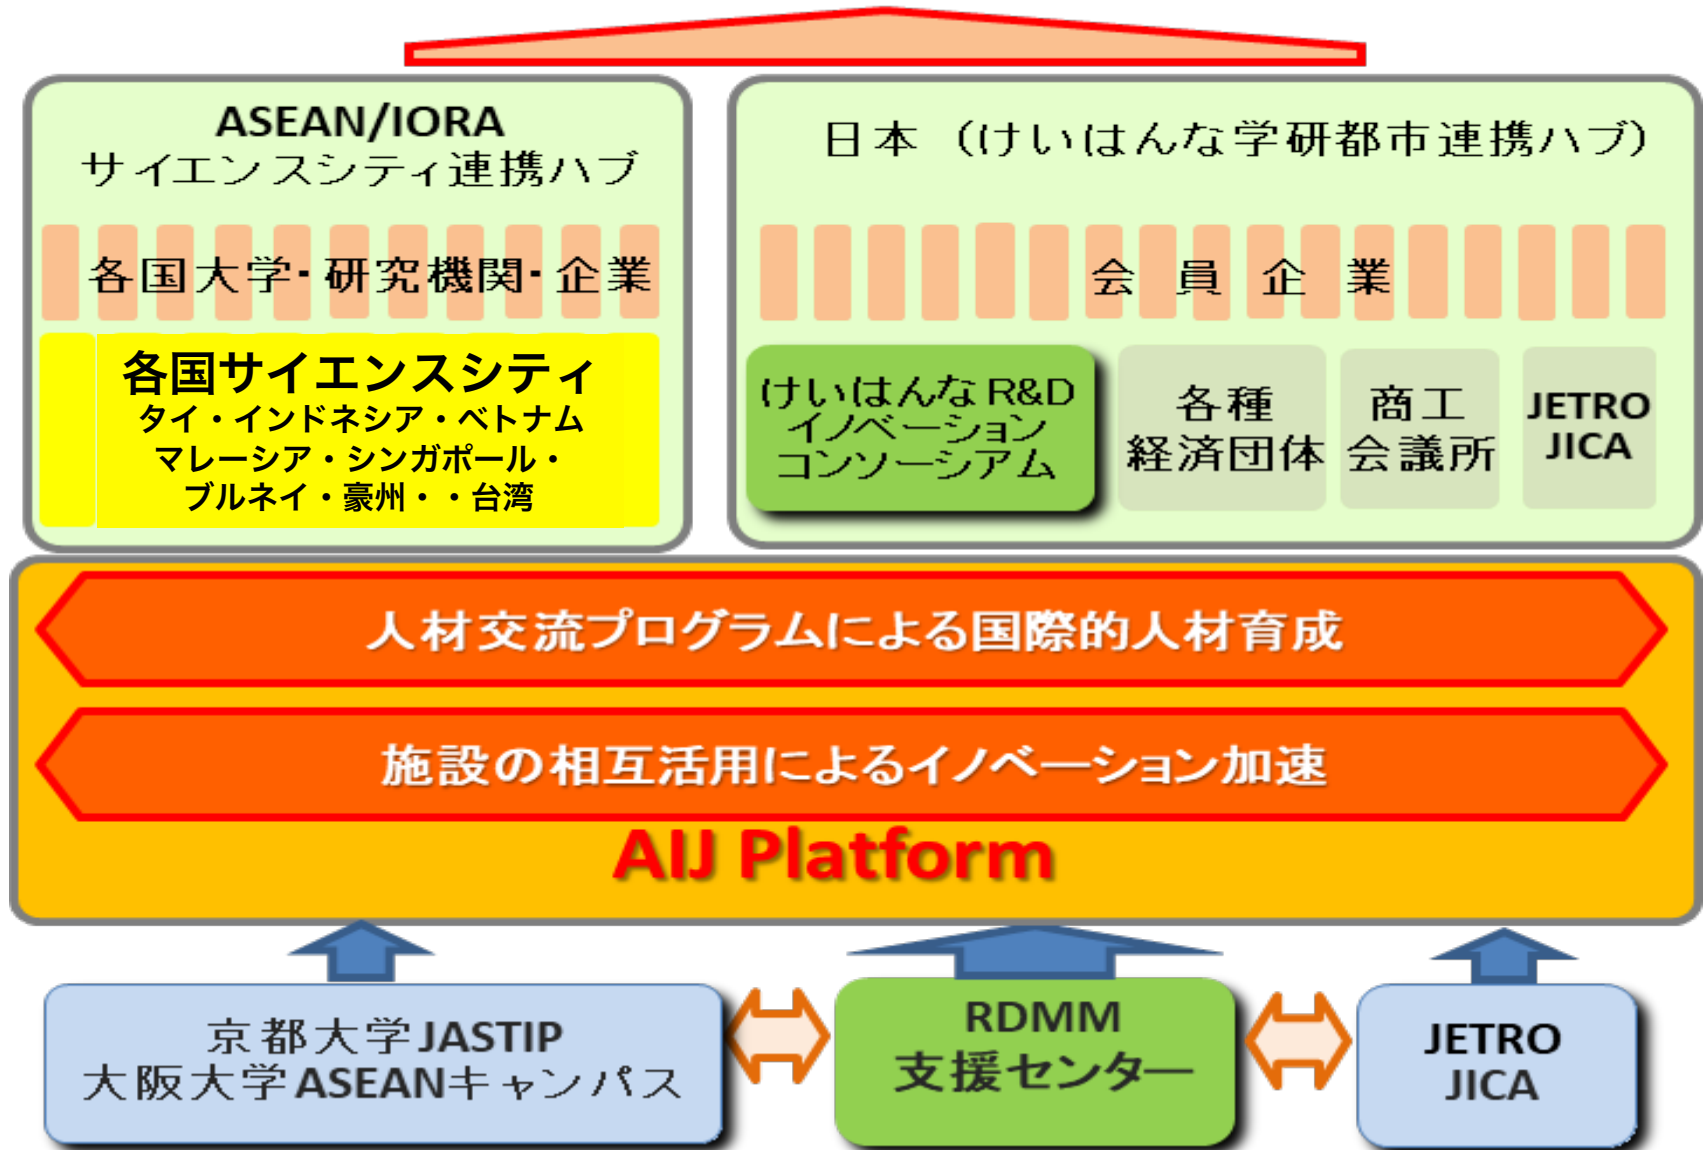 ASEAN/IORA
サイエンスシティ連携ハブ
各国大学・研究機関・企業
各国サイエンスシティ
タイ・インドネシア・ベトナム
マレーシア・シンガポール・
ブルネイ・豪州・・台湾
日本（けいはんな学研都市連携ハブ）
会員企業
けいはんなR&D
イノベーション
コンソーシアム
各種
経済団体
商工
会議所
JETRO
JICA
人材交流プログラムによる国際的人材育成
施設の相互活用によるイノベーション加速
AIJ Platform
京都大学JASTIP
大阪大学ASEANキャンパス
RDMM
支援センター
JETRO
JICA